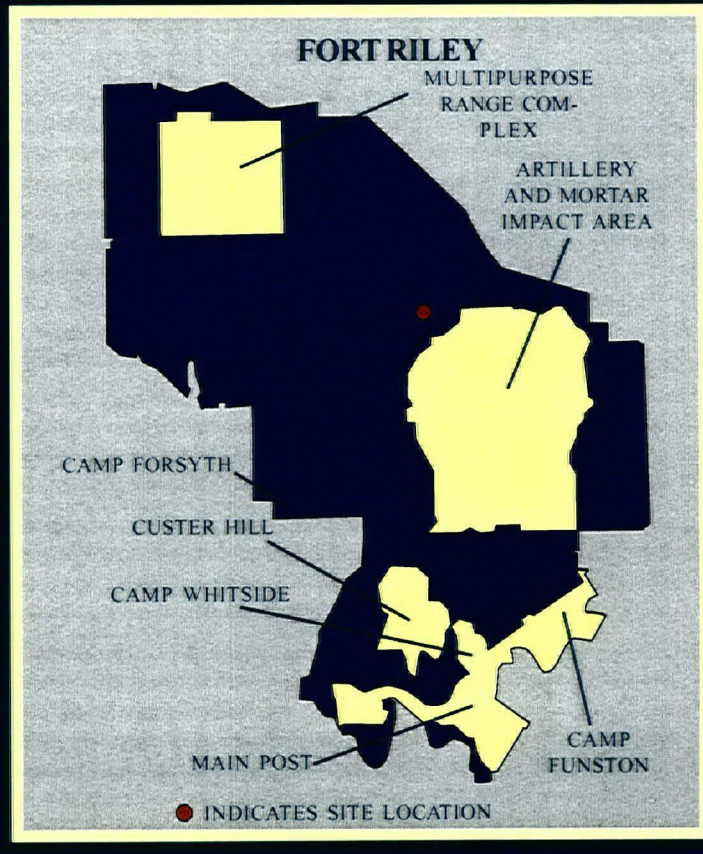 FORT RILEY
MULTIPURPOSE
RANGE COM-
PLEX
ARTILLERY
AND MORTAR
IMPACT AREA
CAMP FORSYTH
CUSTER HILL
CAMP WHITSIDE
MAIN POST
CAMP
FUNSTON
INDICATES SITE LOCATION